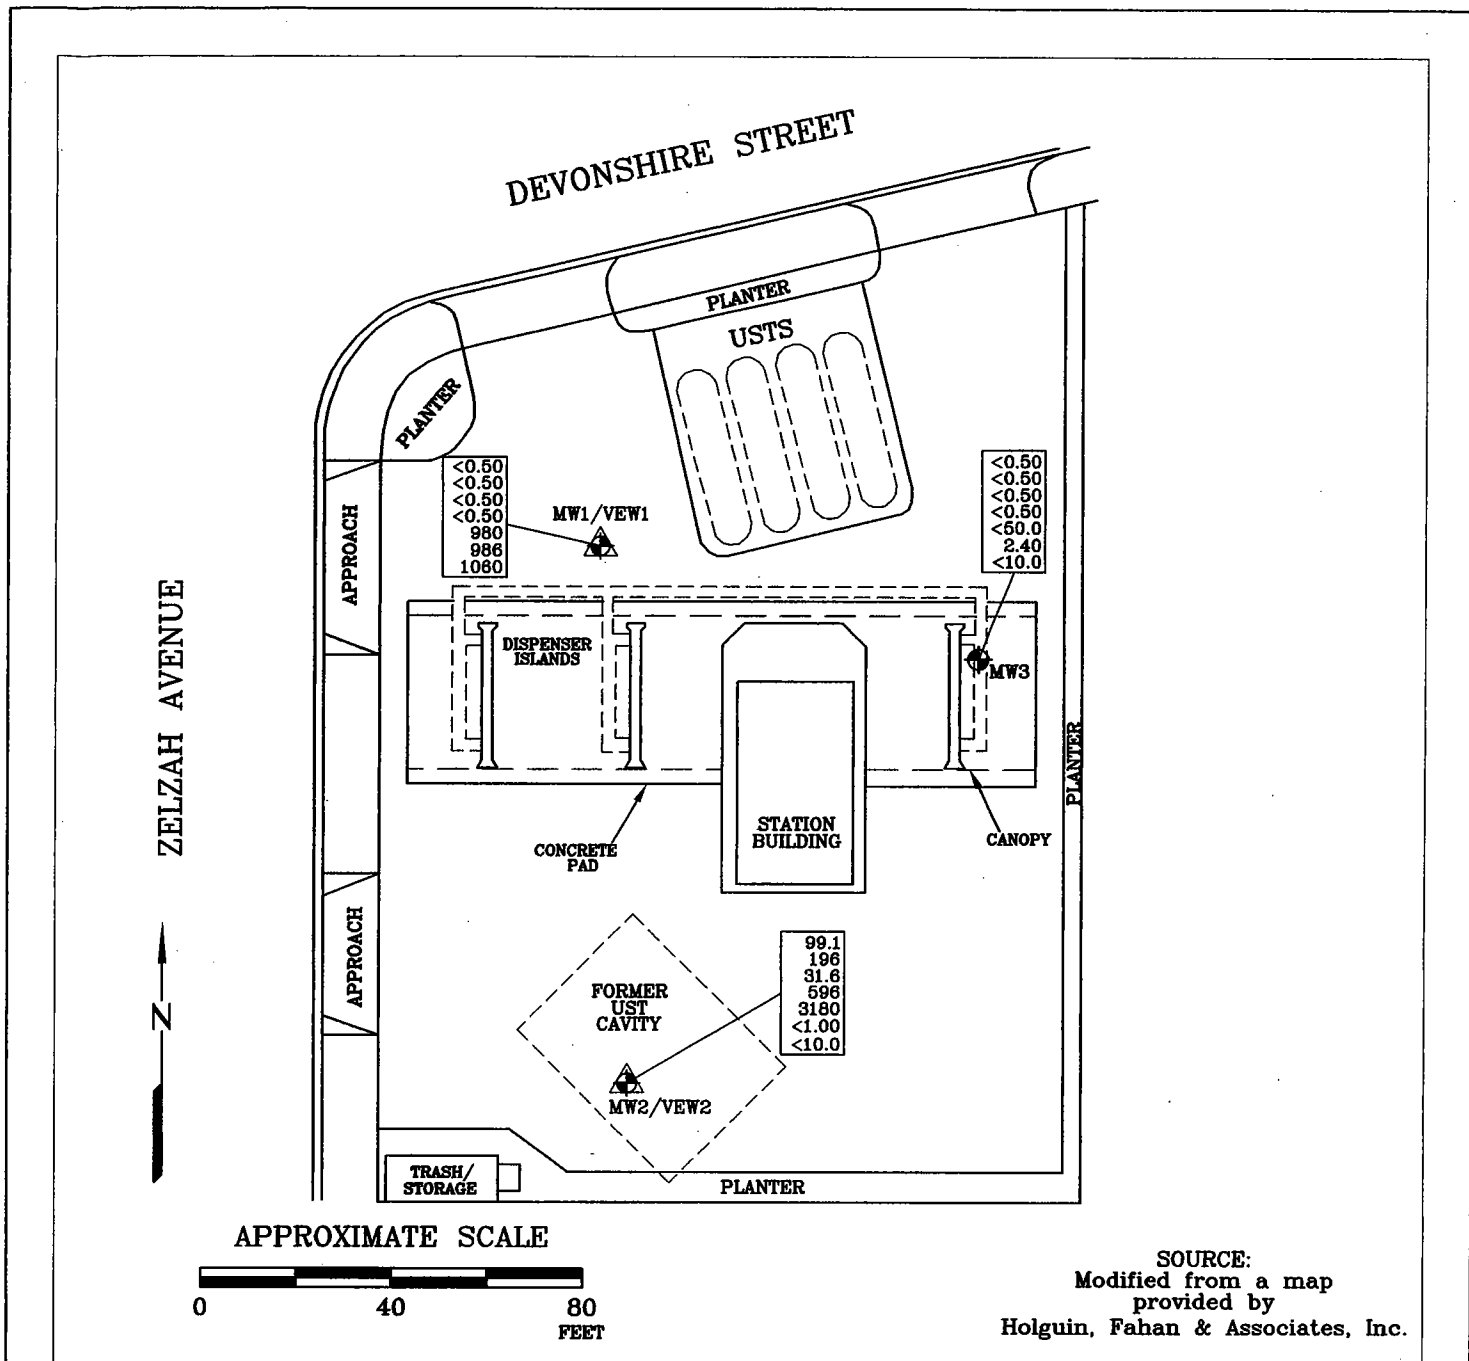 DEVONSHIRE STREET
PLANTER
USTS
PLANTER
<0.50
<0.50
<0.50
<0.50
980
986
1060
MW1/VEW1
<0.50
<0.50
<0.50
<0.50
<50.0
2.40
<10.0
APPROACH
ZELZAH AVENUE
DISPENSER
ISLANDS
MW3
PLANTER
STATION
BUILDING
CANOPY
CONCRETE
PAD
APPROACH
N
FORMER
UST
CAVITY
99.1
196
31.6
596
3180
<1.00
<10.0
MW2/VEW2
TRASH/
STORAGE
PLANTER
APPROXIMATE SCALE
0 40 80
FEET
SOURCE:
Modified from a map
provided by
Holguin, Fahan & Associates, Inc.